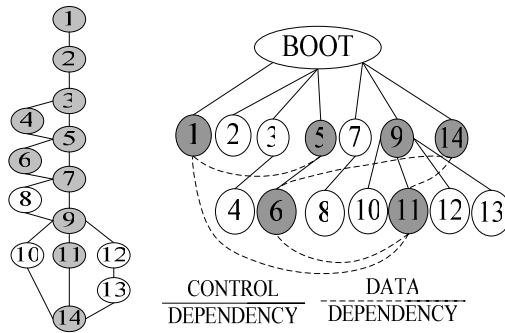 1
2
3
4
5
6
7
8
9
10 11 12
13
14
BOOT
1 2 3 5 7 9 14
4 6 8 10 11 12 13
CONTROL
DEPENDENCY
DATA
DEPENDENCY